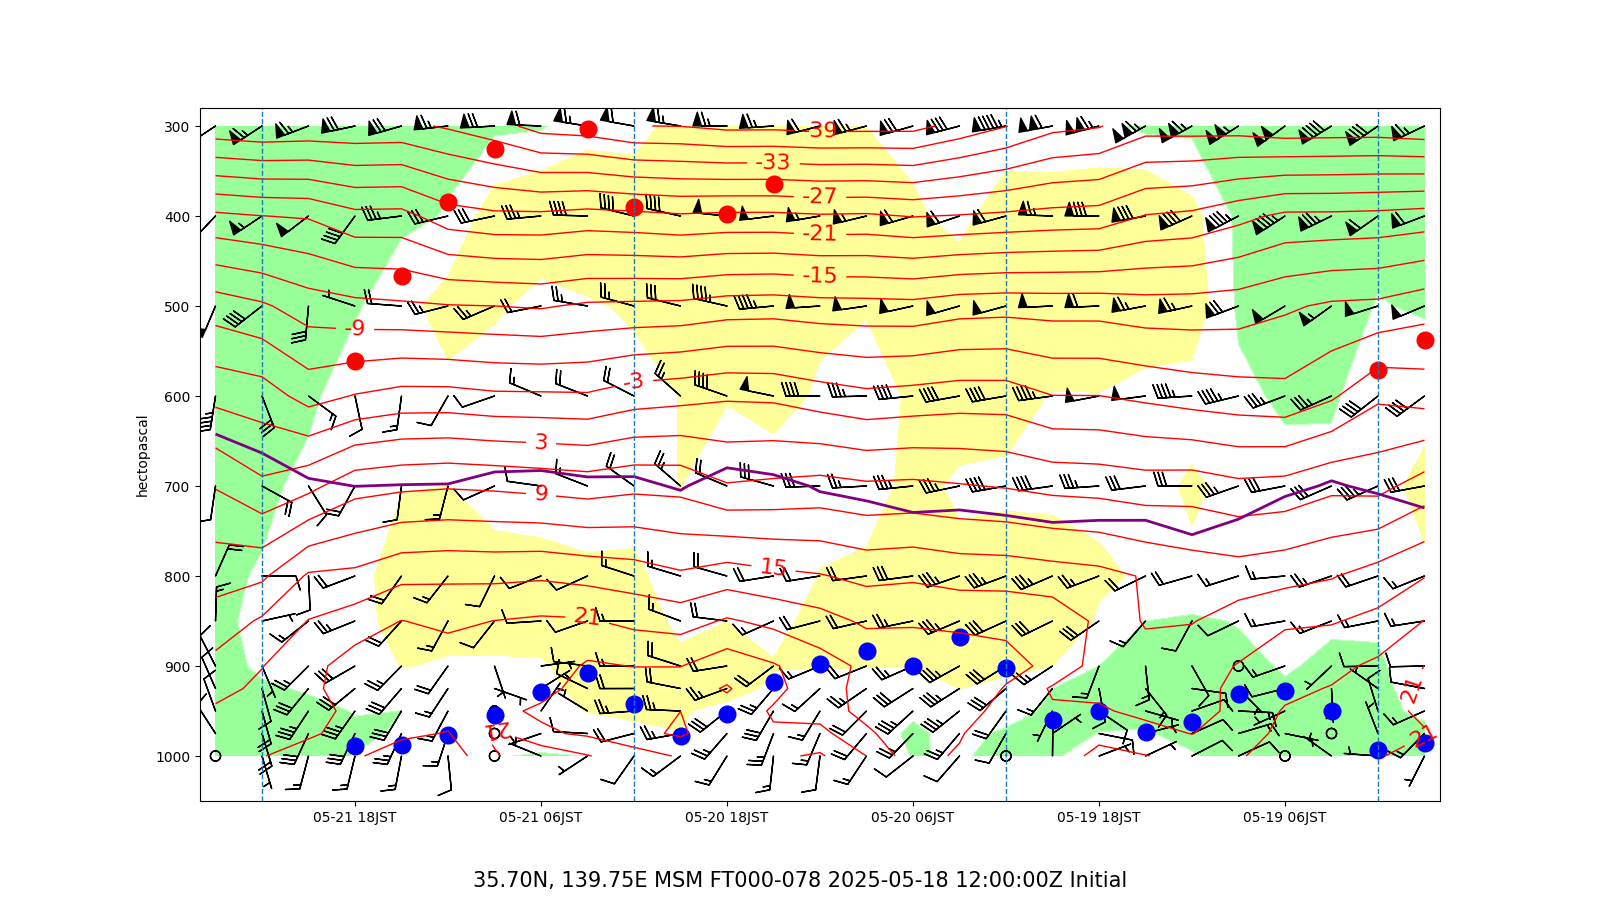 300
400
500
600
700
800
900
1000
hectopascal
-39
-33
-27
-21
-15
-9
-3
3
9
15
21
21
27
05-21 18JST
05-21 06JST
05-20 18JST
05-20 06JST
05-19 18JST
05-19 06JST
35.70N, 139.75E MSM FT000-078 2025-05-18 12:00:00Z Initial